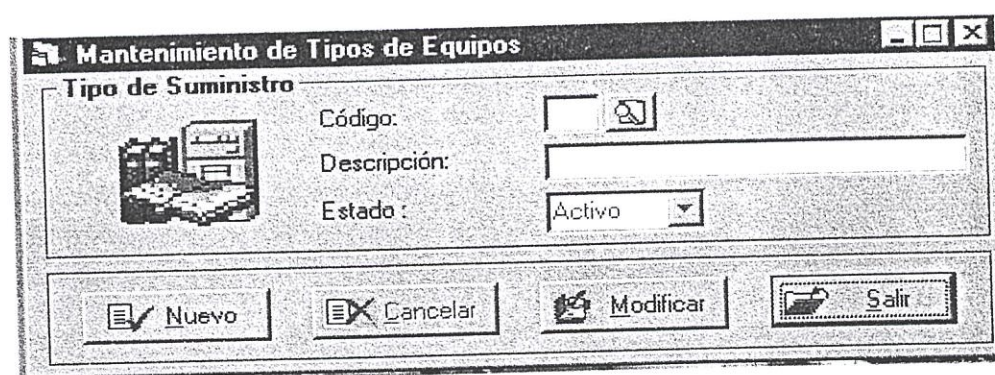 Mantenimiento de Tipos de Equipos
Tipo de Suministro
Código:
Descripción:
Estado : Activo
Nuevo Cancelar Modificar Salir